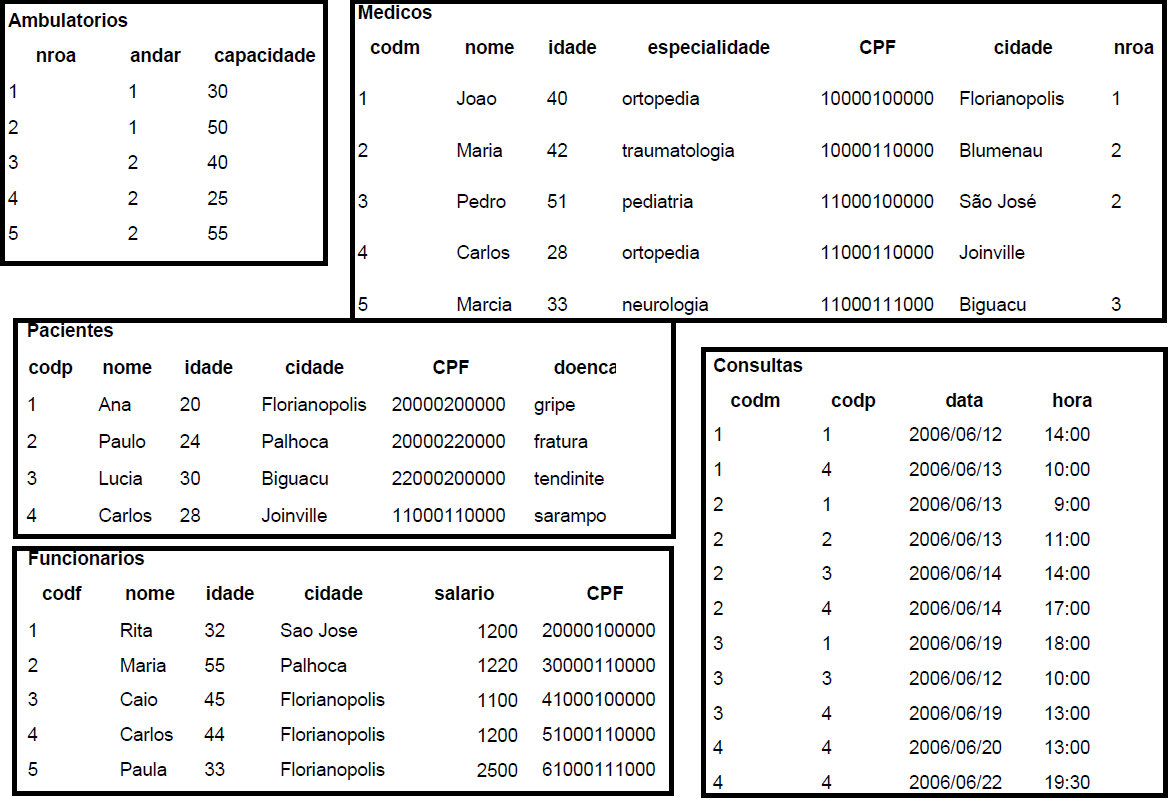 Ambulatorios
nroa andar capacidade
1 1 30
2 1 50
3 2 40
4 2 25
5 2 55
Medicos
codm nome idade especialidade CPF cidade nroa
1 Joao 40 ortopedia 10000100000 Florianopolis 1
2 Maria 42 traumatologia 10000110000 Blumenau 2
3 Pedro 51 pediatria 11000100000 São José 2
4 Carlos 28 ortopedia 11000110000 Joinville
5 Marcia 33 neurologia 11000111000 Biguacu 3
Pacientes
codp nome idade cidade CPF doenca
1 Ana 20 Florianopolis 20000200000 gripe
2 Paulo 24 Palhoca 20000220000 fratura
3 Lucia 30 Biguacu 22000200000 tendinite
4 Carlos 28 Joinville 11000110000 sarampo
Consultas
codm codp data hora
1 1 2006/06/12 14:00
1 4 2006/06/13 10:00
2 1 2006/06/13 9:00
2 2 2006/06/13 11:00
2 3 2006/06/14 14:00
2 4 2006/06/14 17:00
3 1 2006/06/19 18:00
3 3 2006/06/12 10:00
3 4 2006/06/19 13:00
4 4 2006/06/20 13:00
4 4 2006/06/22 19:30
Funcionarios
codf nome idade cidade salario CPF
1 Rita 32 Sao Jose 1200 20000100000
2 Maria 55 Palhoca 1220 30000110000
3 Caio 45 Florianopolis 1100 41000100000
4 Carlos 44 Florianopolis 1200 51000110000
5 Paula 33 Florianopolis 2500 61000111000